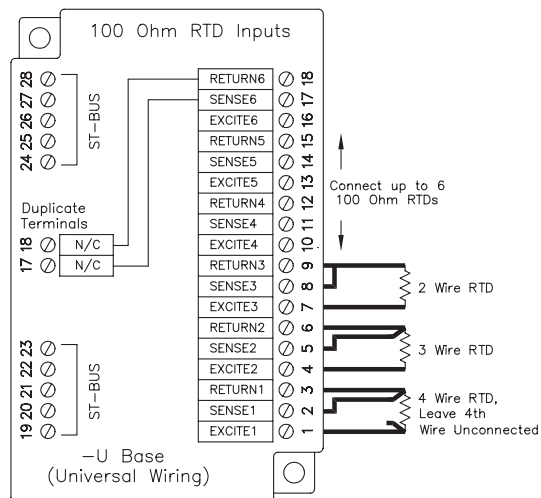 100 Ohm RTD Inputs
28
27
26
25
24
ST-BUS
Duplicate
Terminals
18 N/C
17 N/C
23
22
21
20
19
ST-BUS
RETURN6 18
SENSE6 17
EXCITE6 16
RETURN5 15
SENSE5 14
EXCITE5 13
RETURN4 12
SENSE4 11
EXCITE4 10
RETURN3 9
SENSE3 8
EXCITE3 7
RETURN2 6
SENSE2 5
EXCITE2 4
RETURN1 3
SENSE1 2
EXCITE1 1
Connect up to 6
100 Ohm RTDs
2 Wire RTD
3 Wire RTD
4 Wire RTD,
Leave 4th
Wire Unconnected
-U Base
(Universal Wiring)